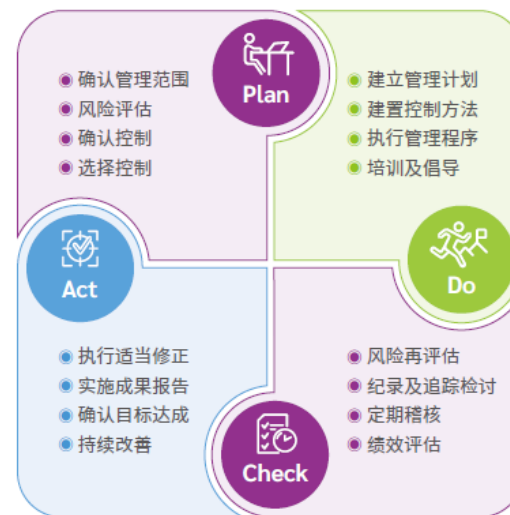 Plan
确认管理范围
风险评估
确认控制
选择控制
建立管理计划
建置控制方法
执行管理程序
培训及倡导
Do
Act
执行适当修正
实施成果报告
确认目标达成
持续改善
风险再评估
纪录及追踪检讨
定期稽核
绩效评估
Check